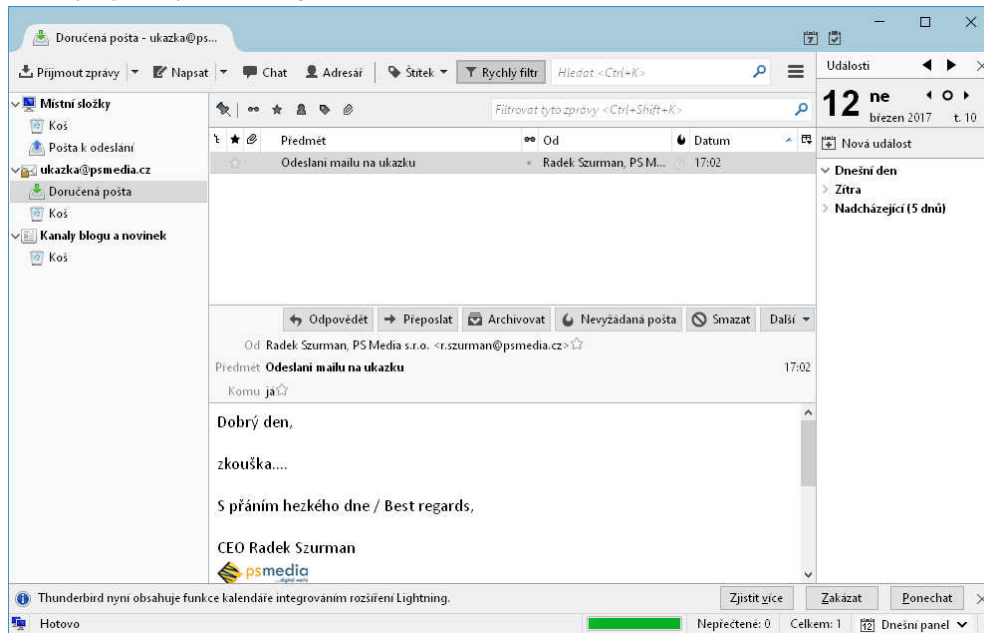 Doručená pošta - ukazka@ps...
Přijmout zprávy Napsat Chat Adresář Štítek Rychlý filtr Hledat <Ctrl+K>
Události
Místní složky
Koš
Pošta k odeslání
ukazka@psmedia.cz
Doručená pošta
Koš
Kanaly blogu a novinek
Koš
Filtrovat tyto zprávy <Ctrl+Shift+K>
Předmět Od Datum
Odeslani mailu na ukazku Radek Szurman, PS M... 17:02
12 ne
březen 2017 t. 10
Nová událost
Dnešní den
Zítra
Nadcházející (5 dnů)
Odpovědět Přeposlat Archivovat Nevyžádaná pošta Smazat Další
Od Radek Szurman, PS Media s.r.o. <r.szurman@psmedia.cz>
Předmět Odeslani mailu na ukazku 17:02
Komu já
Dobrý den,
zkouška....
S přáním hezkého dne / Best regards,
CEO Radek Szurman
psmedia
Thunderbird nyní obsahuje funkce kalendáře integrováním rozšíření Lightning. Zjistit více Zakázat Ponechat
Hotovo Nepřečtené: 0 Celkem: 1 12 Dnešní panel